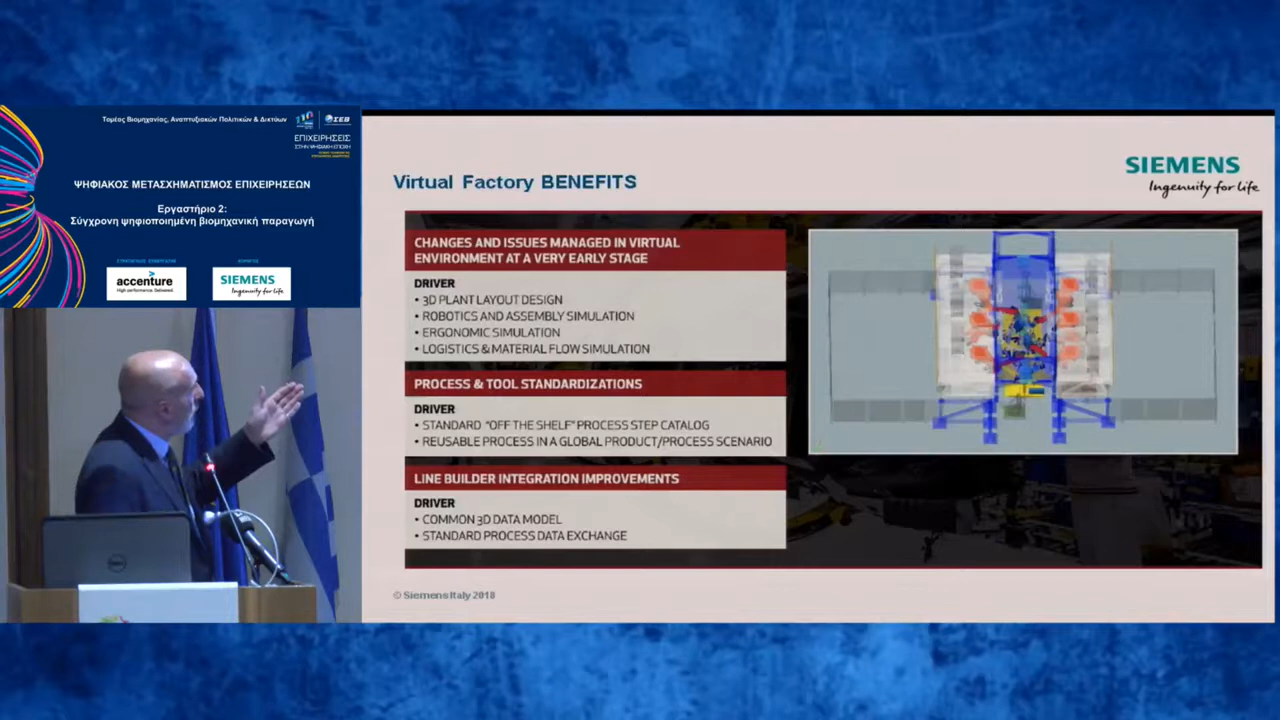 Τομέας Βιομηχανίας, Αναπτυξιακών Πολιτικών & Δικτύων
ΣΕΒ
ΕΠΙΧΕΙΡΗΣΕΙΣ
ΣΤΗΝ ΨΗΦΙΑΚΗ ΕΠΟΧΗ
ΨΗΦΙΑΚΟΣ ΜΕΤΑΣΧΗΜΑΤΙΣΜΟΣ ΕΠΙΧΕΙΡΗΣΕΩΝ
Εργαστήριο 2:
Σύγχρονη ψηφιοποιημένη βιομηχανική παραγωγή
accenture
High performance. Delivered.
SIEMENS
Ingenuity for life
DELL
SIEMENS
Ingenuity for life
Virtual Factory BENEFITS
CHANGES AND ISSUES MANAGED IN VIRTUAL
ENVIRONMENT AT A VERY EARLY STAGE
DRIVER
• 3D PLANT LAYOUT DESIGN
• ROBOTICS AND ASSEMBLY SIMULATION
• ERGONOMIC SIMULATION
• LOGISTICS & MATERIAL FLOW SIMULATION
PROCESS & TOOL STANDARDIZATIONS
DRIVER
• STANDARD "OFF THE SHELF" PROCESS STEP CATALOG
• REUSABLE PROCESS IN A GLOBAL PRODUCT/PROCESS SCENARIO
LINE BUILDER INTEGRATION IMPROVEMENTS
DRIVER
• COMMON 3D DATA MODEL
• STANDARD PROCESS DATA EXCHANGE
© Siemens Italy 2018